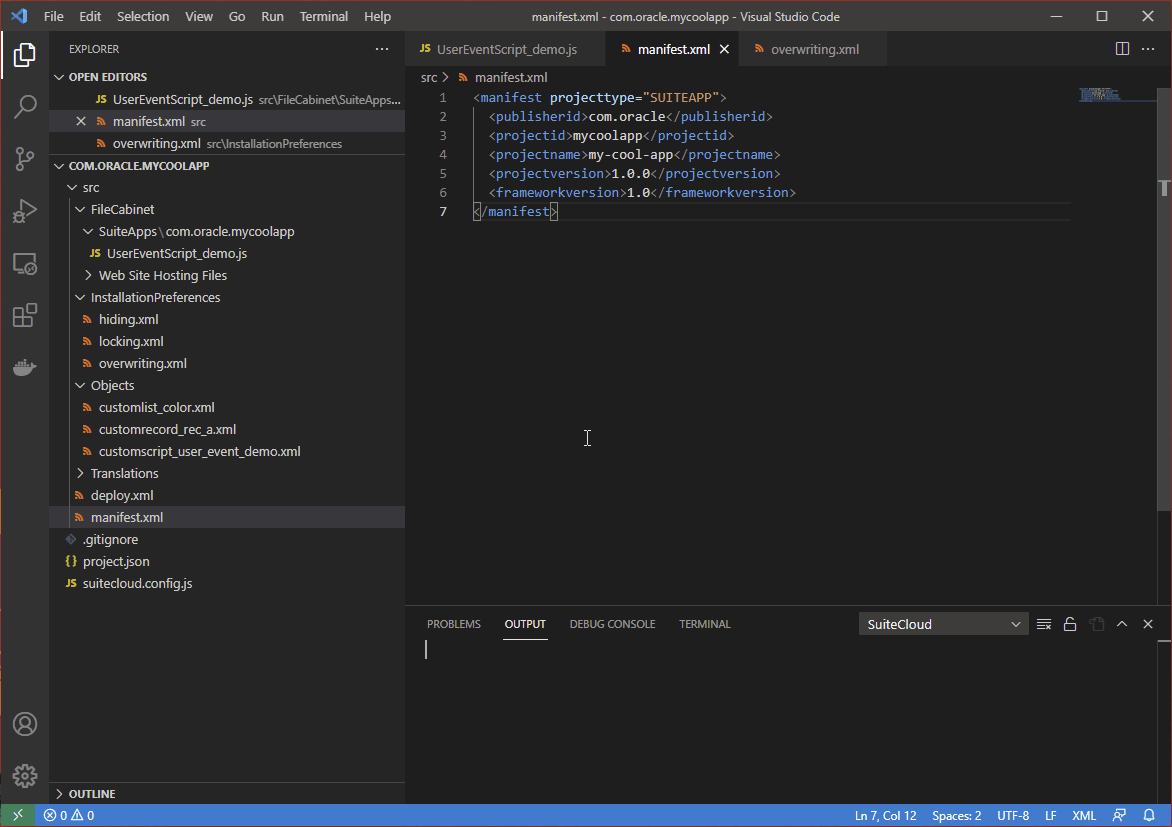 File Edit Selection View Go Run Terminal Help manifest.xml - com.oracle.mycoolapp - Visual Studio Code
EXPLORER
OPEN EDITORS
JS UserEventScript_demo.js src\FileCabinet\SuiteApps...
manifest.xml src
overwriting.xml src\InstallationPreferences
COM.ORACLE.MYCOOLAPP
src
FileCabinet
SuiteApps\com.oracle.mycoolapp
JS UserEventScript_demo.js
Web Site Hosting Files
InstallationPreferences
hiding.xml
locking.xml
overwriting.xml
Objects
customlist_color.xml
customrecord_rec_a.xml
customscript_user_event_demo.xml
Translations
deploy.xml
manifest.xml
.gitignore
{} project.json
JS suitecloud.config.js
OUTLINE
JS UserEventScript_demo.js manifest.xml overwriting.xml
src > manifest.xml
1 <manifest projecttype="SUITEAPP">
2 <publisherid>com.oracle</publisherid>
3 <projectid>mycoolapp</projectid>
4 <projectname>my-cool-app</projectname>
5 <projectversion>1.0.0</projectversion>
6 <frameworkversion>1.0</frameworkversion>
7 </manifest>
PROBLEMS OUTPUT DEBUG CONSOLE TERMINAL SuiteCloud
0 0 Ln 7, Col 12 Spaces: 2 UTF-8 LF XML